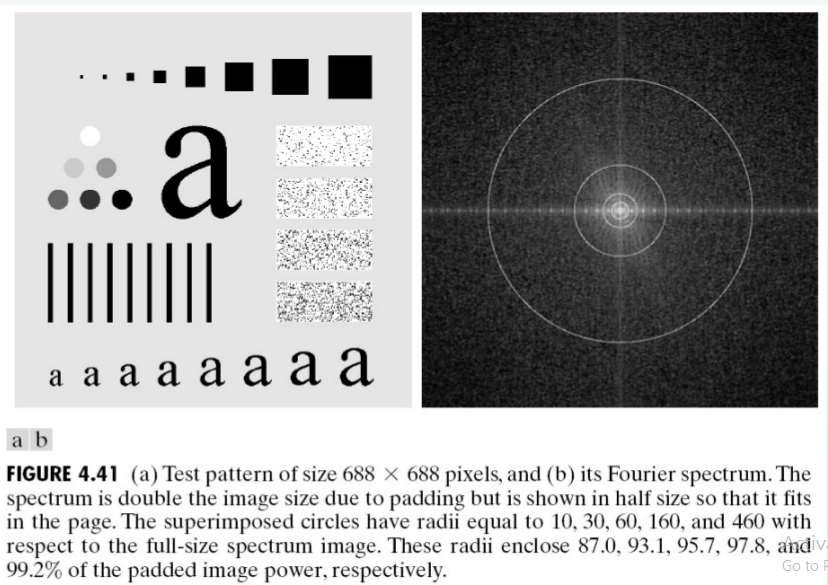 a
a a a a a a a a
a b
FIGURE 4.41 (a) Test pattern of size 688 × 688 pixels, and (b) its Fourier spectrum. The
spectrum is double the image size due to padding but is shown in half size so that it fits
in the page. The superimposed circles have radii equal to 10, 30, 60, 160, and 460 with
respect to the full-size spectrum image. These radii enclose 87.0, 93.1, 95.7, 97.8, and
99.2% of the padded image power, respectively.
Activa
Go to P